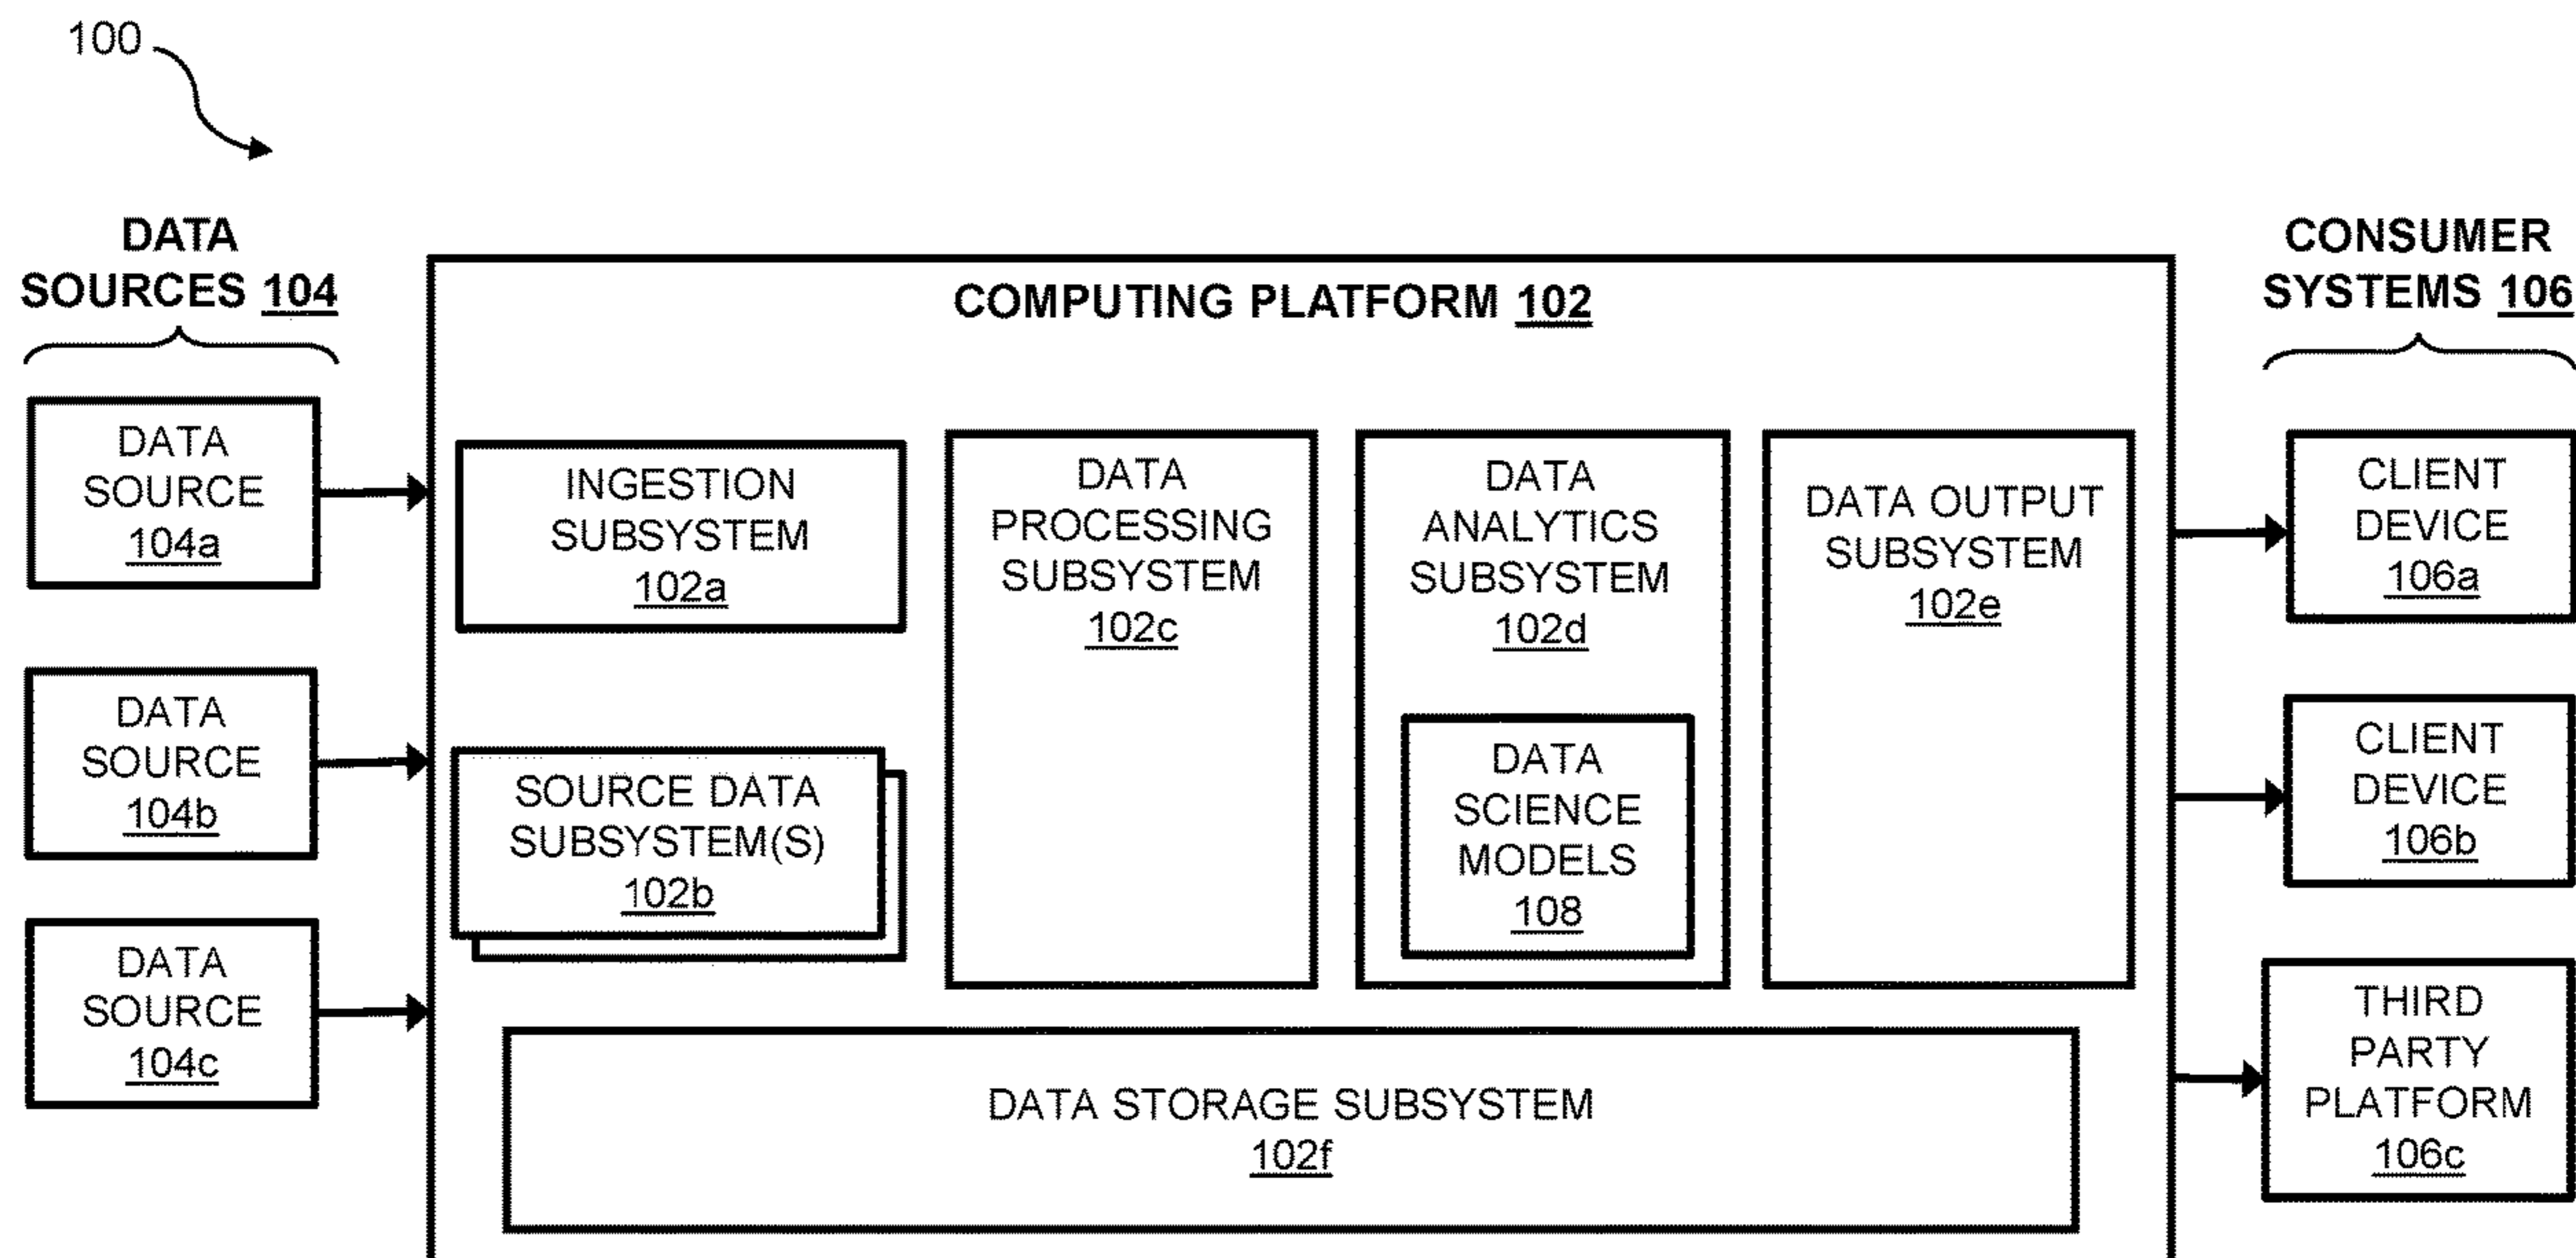 100
DATA
SOURCES 104
DATA
SOURCE
104a
DATA
SOURCE
104b
DATA
SOURCE
104c
COMPUTING PLATFORM 102
INGESTION
SUBSYSTEM
102a
SOURCE DATA
SUBSYSTEM(S)
102b
DATA
PROCESSING
SUBSYSTEM
102c
DATA
ANALYTICS
SUBSYSTEM
102d
DATA
SCIENCE
MODELS
108
DATA OUTPUT
SUBSYSTEM
102e
DATA STORAGE SUBSYSTEM
102f
CONSUMER
SYSTEMS 106
CLIENT
DEVICE
106a
CLIENT
DEVICE
106b
THIRD
PARTY
PLATFORM
106c